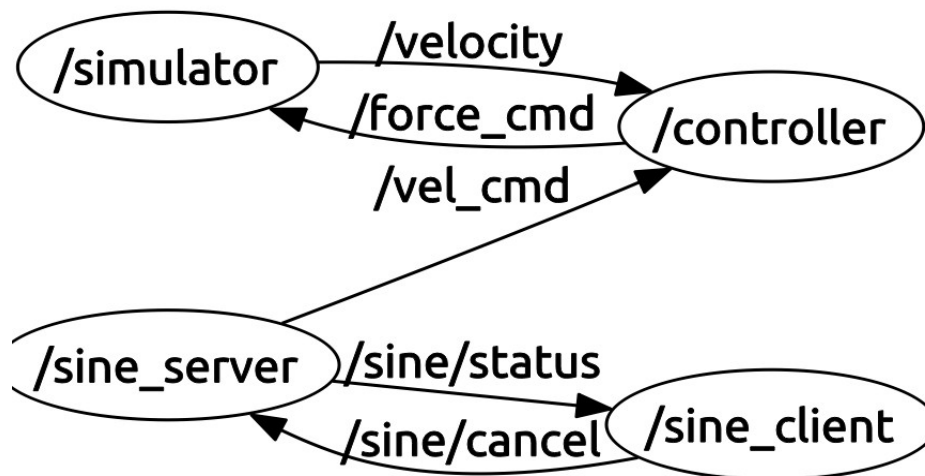 /velocity
/simulator
/force_cmd
/controller
/vel_cmd
/sine_server
/sine/status
/sine_client
/sine/cancel